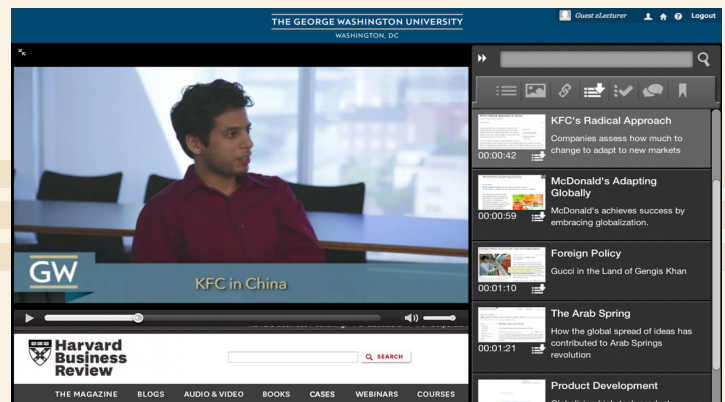 THE GEORGE WASHINGTON UNIVERSITY
WASHINGTON, DC
Guest zLecturer
Logout
GW
KFC in China
Harvard
Business
Review
SEARCH
THE MAGAZINE BLOGS AUDIO & VIDEO BOOKS CASES WEBINARS COURSES
KFC's Radical Approach
Companies assess how much to
change to adapt to new markets
00:00:42
McDonald's Adapting
Globally
McDonald's achieves success by
embracing globalization.
00:00:59
Foreign Policy
Gucci in the Land of Gengis Khan
00:01:10
The Arab Spring
How the global spread of ideas has
contributed to Arab Springs
revolution
00:01:21
Product Development